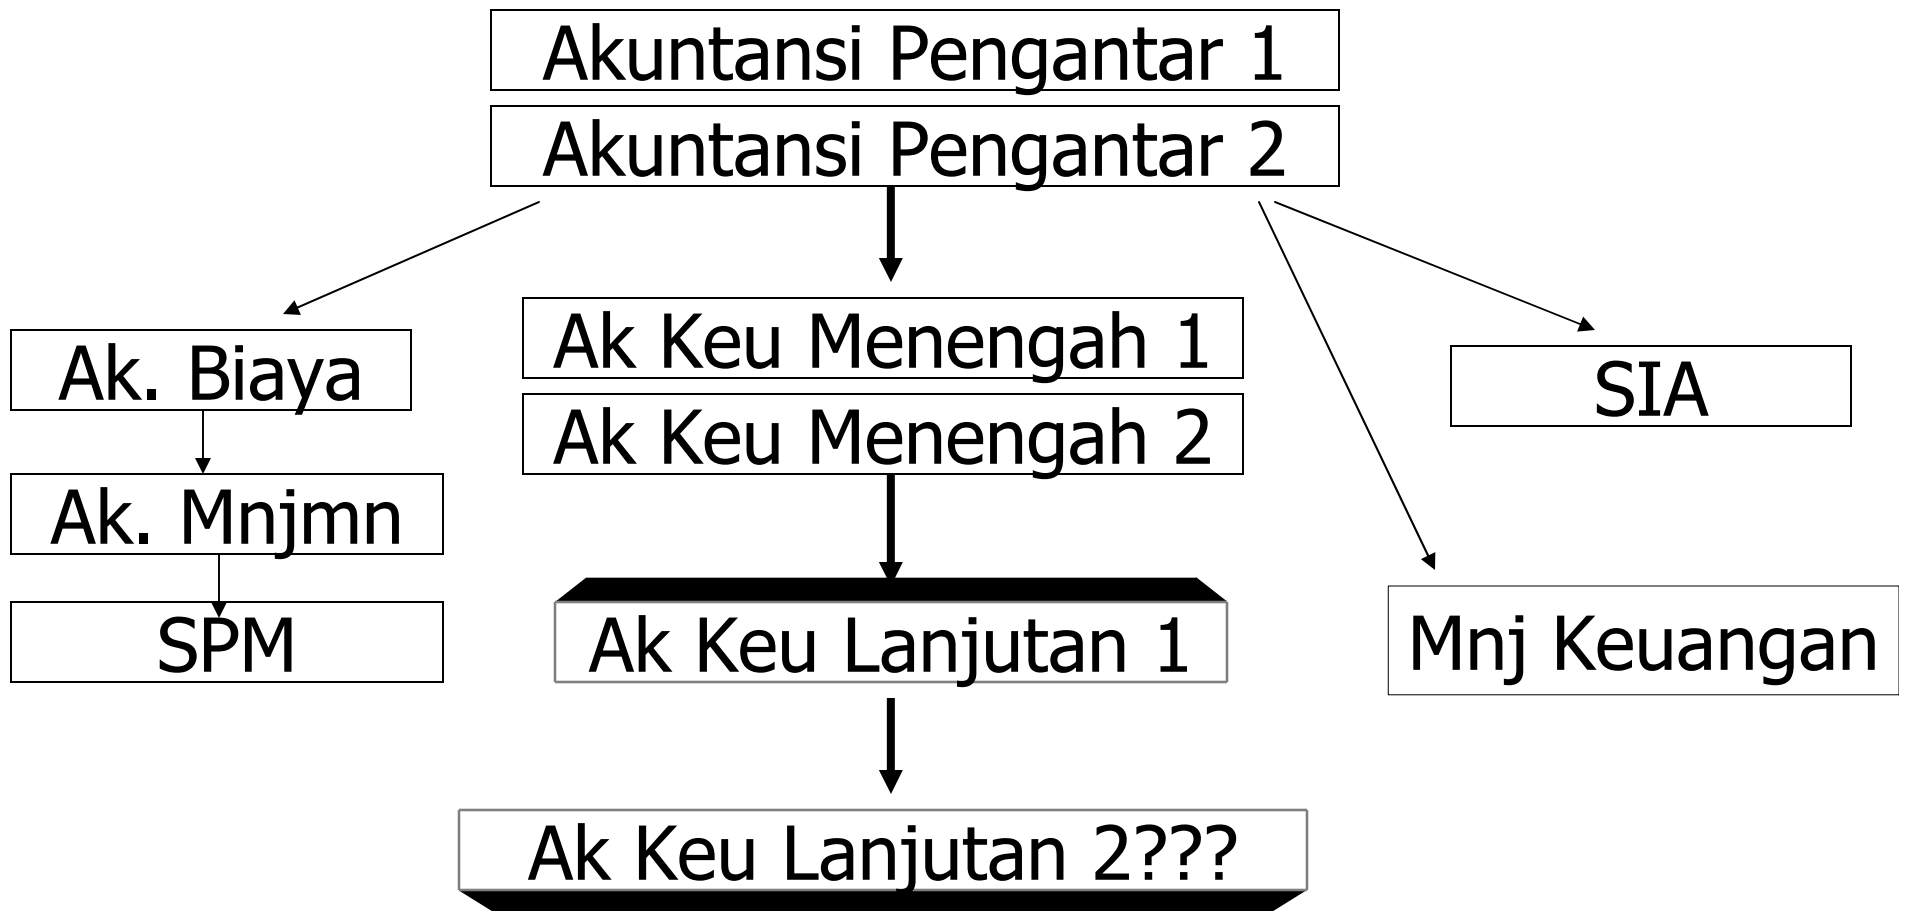 Akuntansi Pengantar 1
Akuntansi Pengantar 2
Ak. Biaya
Ak Keu Menengah 1
SIA
Ak Keu Menengah 2
Ak. Mnjmn
SPM
Ak Keu Lanjutan 1
Mnj Keuangan
Ak Keu Lanjutan 2???